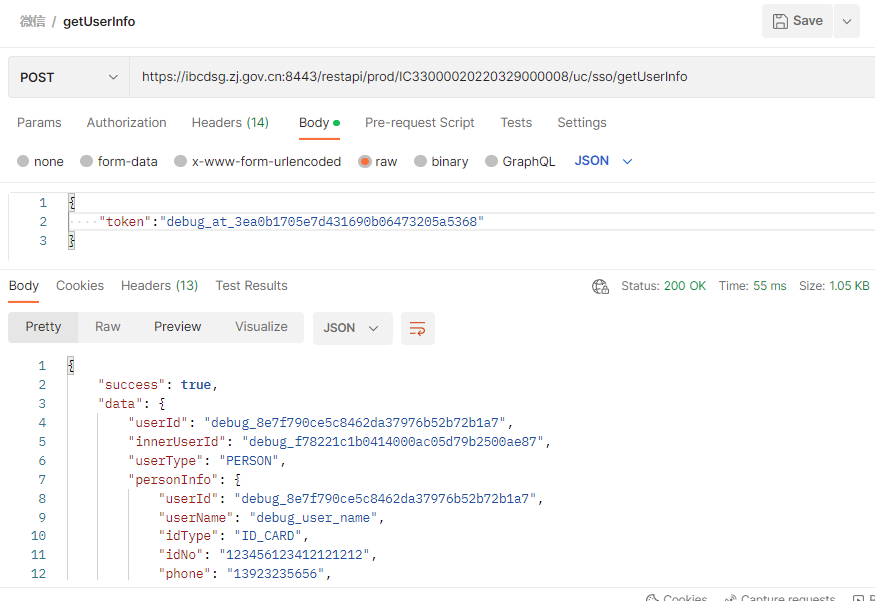 微信 / getUserInfo
Save
POST https://ibcdsg.zj.gov.cn:8443/restapi/prod/IC33000020220329000008/uc/sso/getUserInfo
Params Authorization Headers (14) Body Pre-request Script Tests Settings
none form-data x-www-form-urlencoded raw binary GraphQL JSON
1 {
2 ····"token":"debug_at_3ea0b1705e7d431690b06473205a5368"
3 }
Body Cookies Headers (13) Test Results Status: 200 OK Time: 55 ms Size: 1.05 KB
Pretty Raw Preview Visualize JSON
1 {
2 "success": true,
3 "data": {
4 "userId": "debug_8e7f790ce5c8462da37976b52b72b1a7",
5 "innerUserId": "debug_f78221c1b0414000ac05d79b2500ae87",
6 "userType": "PERSON",
7 "personInfo": {
8 "userId": "debug_8e7f790ce5c8462da37976b52b72b1a7",
9 "userName": "debug_user_name",
10 "idType": "ID_CARD",
11 "idNo": "123456123412121212",
12 "phone": "13923235656",
Cookies Capture requests